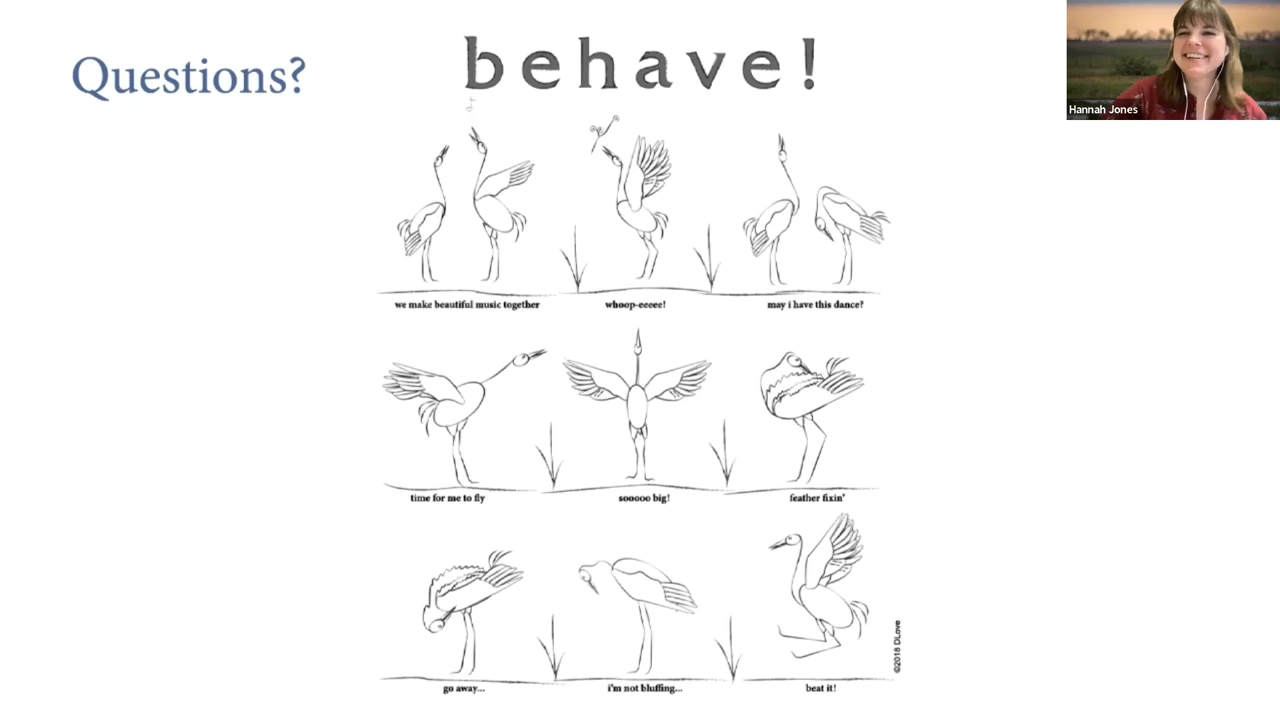 Questions?
behave!
Hannah Jones
we make beautiful music together
whoop-eeeee!
may i have this dance?
time for me to fly
sooooo big!
feather fixin'
go away...
i'm not bluffing...
beat it!
©2018 DLove